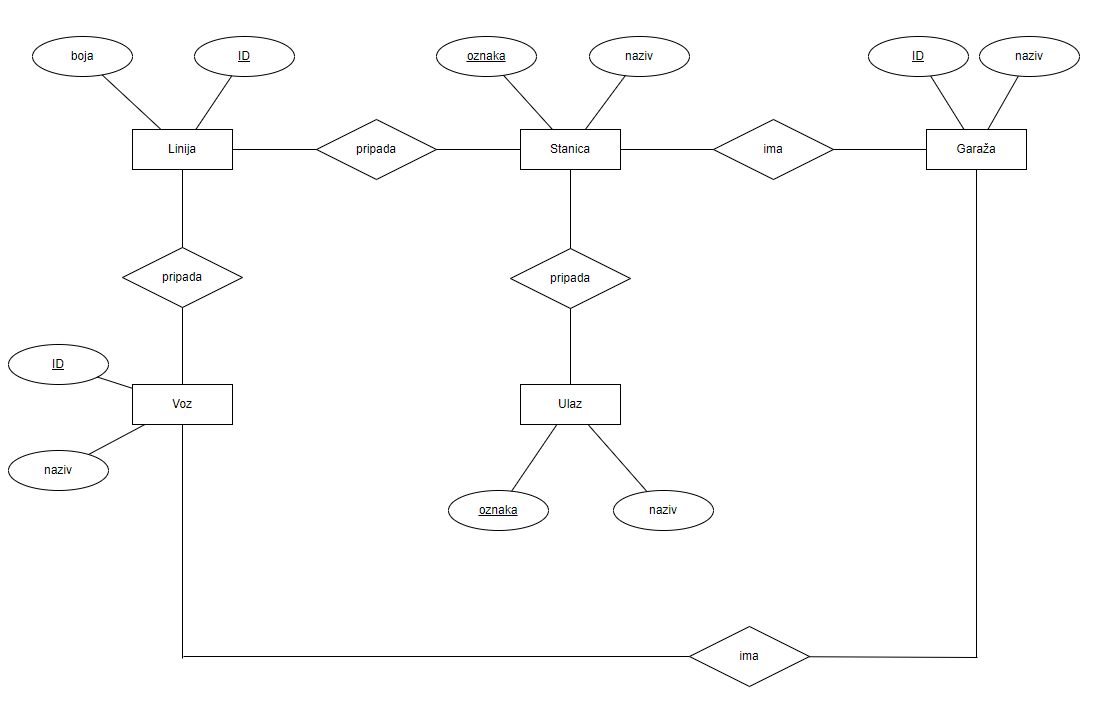 boja
ID
oznaka
naziv
ID
naziv
Linija
pripada
Stanica
ima
Garaža
pripada
pripada
ID
Voz
Ulaz
naziv
oznaka
naziv
ima